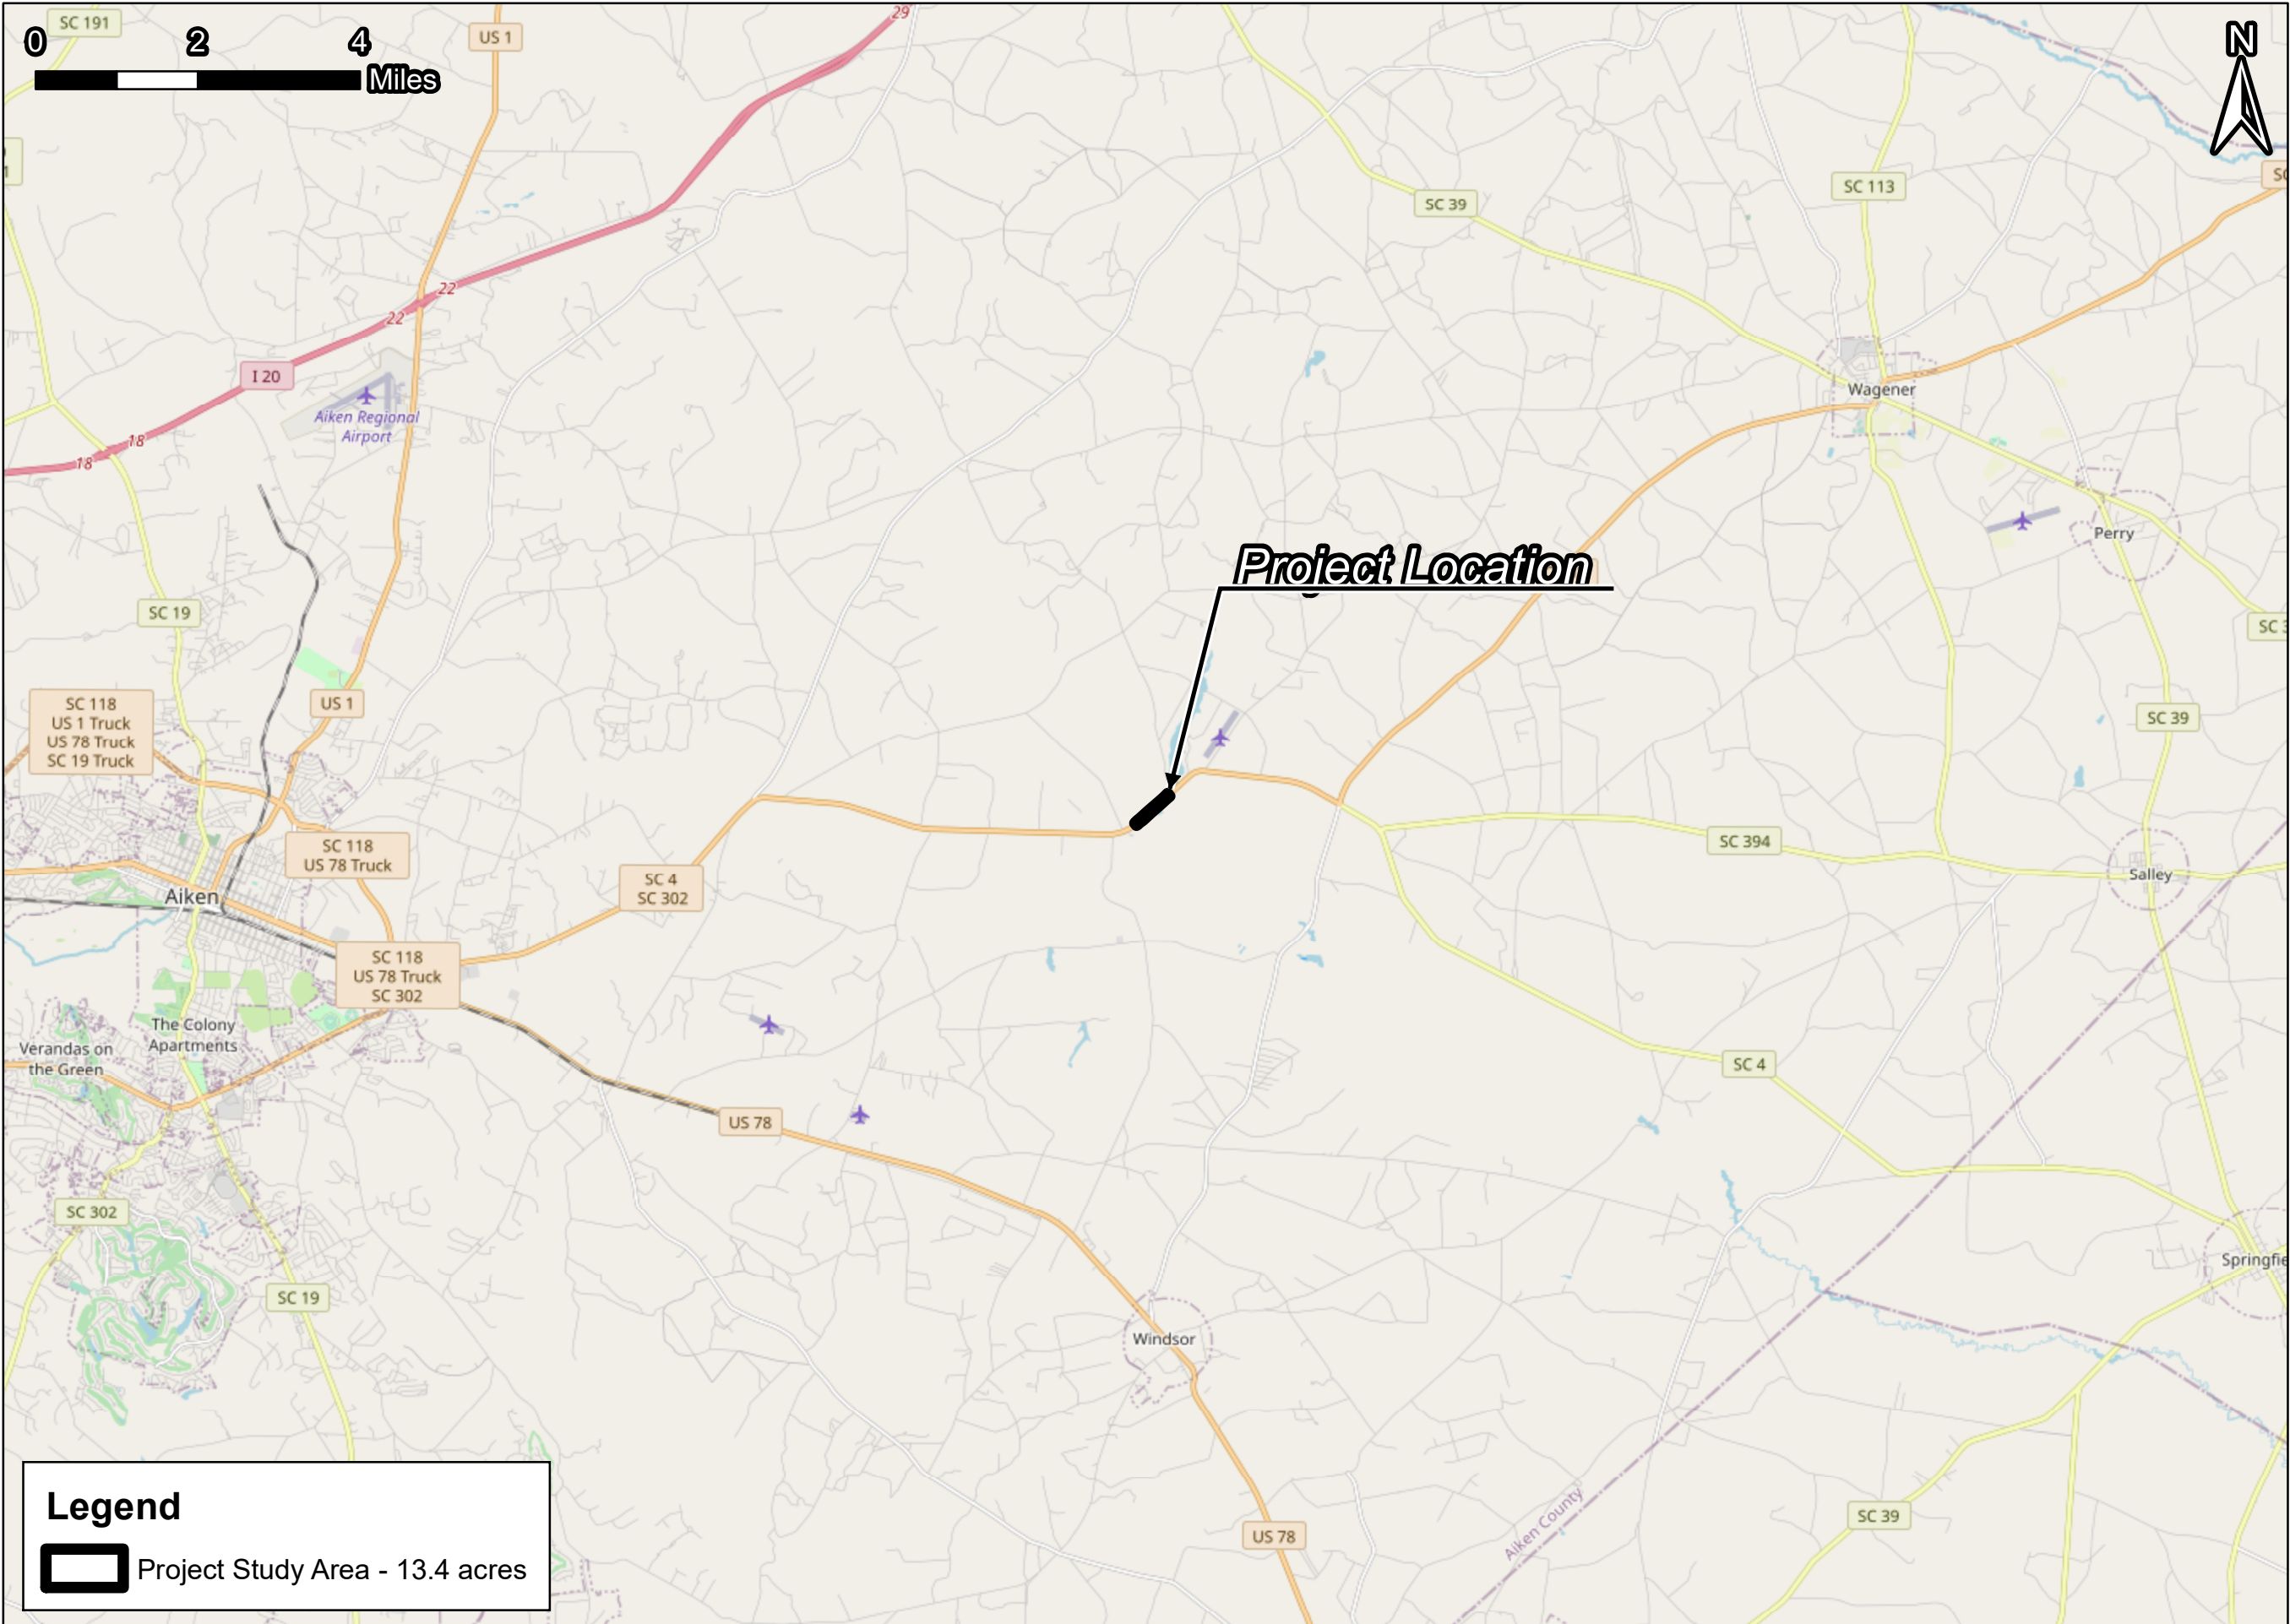 SC 191
0 2 4
Miles
US 1
29
N
SC 39
SC 113
22
22
I 20
Aiken Regional
Airport
18
18
Wagener
Perry
Project Location
SC 19
SC 118
US 1 Truck
US 78 Truck
SC 19 Truck
US 1
SC 39
SC 118
US 78 Truck
SC 394
Aiken
SC 4
SC 302
Salley
SC 118
US 78 Truck
SC 302
The Colony
Apartments
Verandas on
the Green
SC 4
US 78
SC 302
SC 19
Springfie
Windsor
Aiken County
SC 39
US 78
Legend
Project Study Area - 13.4 acres